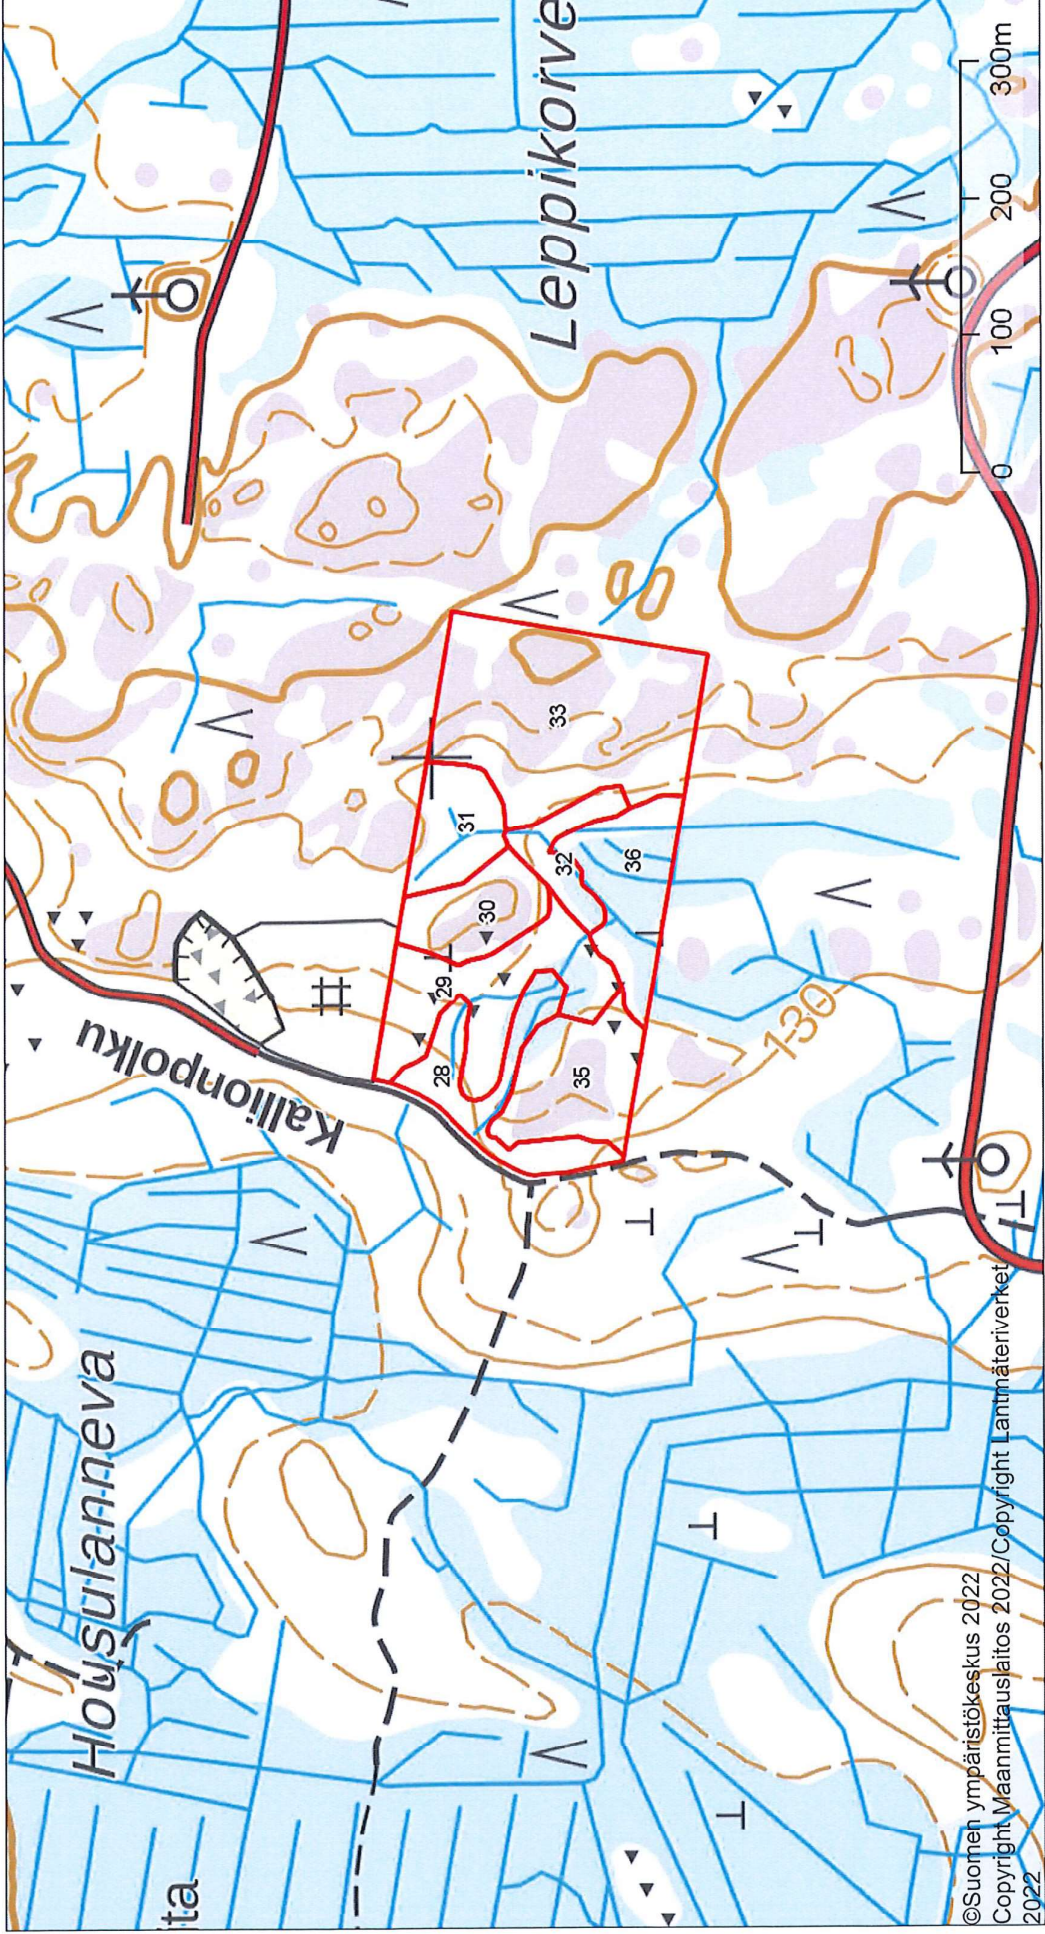 Housulanneva
Leppikorve
ta
Kallionpolku
28
29
30
31
32
33
35
36
130
0 100 200 300m
©Suomen ympäristökeskus 2022
Copyright Maanmittauslaitos 2022/Copyright Lantmäteriverket
2022